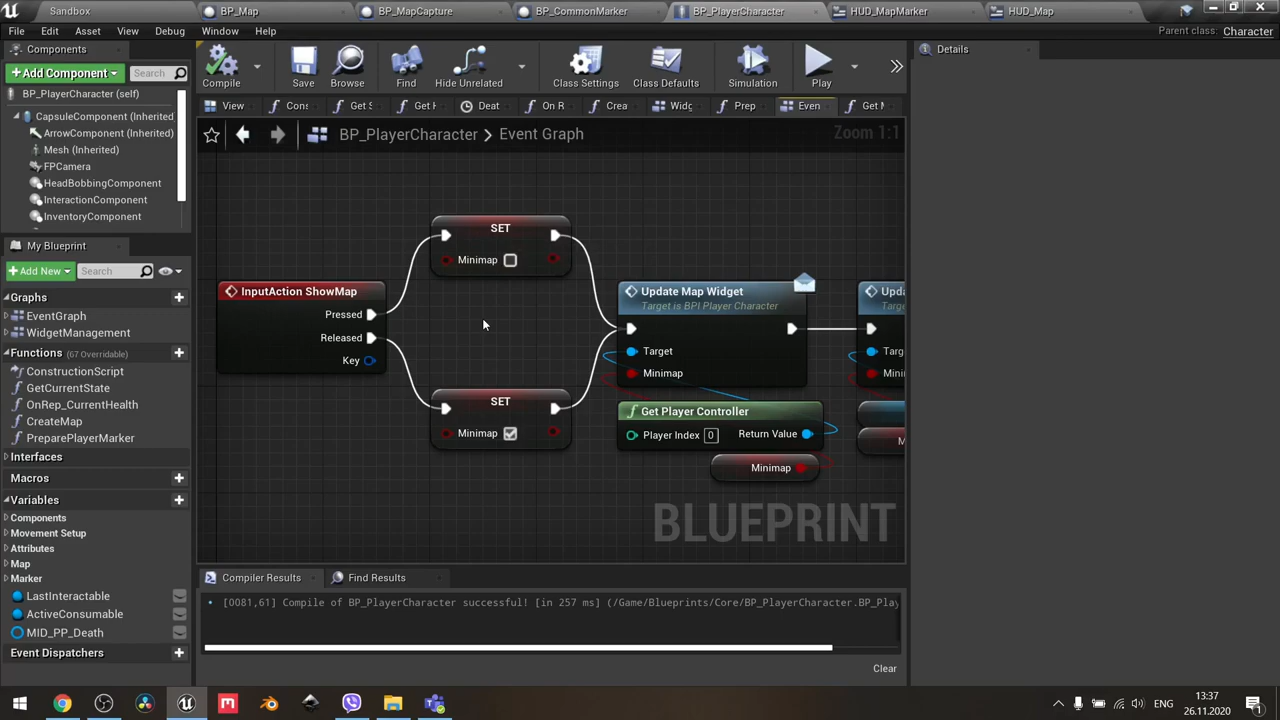 Sandbox
BP_Map
BP_MapCapture
BP_CommonMarker
BP_PlayerCharacter
HUD_MapMarker
HUD_Map
File Edit Asset View Debug Window Help
Parent class: Character
Components
+Add Component
Search
BP_PlayerCharacter (self)
CapsuleComponent (Inherited)
ArrowComponent (Inherited)
Mesh (Inherited)
FPCamera
HeadBobbingComponent
InteractionComponent
InventoryComponent
Compile
Save
Browse
Find
Hide Unrelated
Class Settings
Class Defaults
Simulation
Play
Details
View
Cons
Get S
Get H
Deat
On R
Crea
Widg
Prep
Even
Get M
BP_PlayerCharacter > Event Graph
Zoom 1:1
My Blueprint
+Add New
Search
Graphs
EventGraph
WidgetManagement
Functions (67 Overridable)
ConstructionScript
GetCurrentState
OnRep_CurrentHealth
CreateMap
PreparePlayerMarker
Interfaces
Macros
Variables
Components
Movement Setup
Attributes
Map
Marker
LastInteractable
ActiveConsumable
MID_PP_Death
Event Dispatchers
SET
Minimap
InputAction ShowMap
Pressed
Released
Key
SET
Minimap
Update Map Widget
Target is BPI Player Character
Target
Minimap
Get Player Controller
Player Index 0
Return Value
Minimap
Upda
Targ
Mini
M
BLUEPRINT
Compiler Results
Find Results
[0081,61] Compile of BP_PlayerCharacter successful! [in 257 ms] (/Game/Blueprints/Core/BP_PlayerCharacter.BP_Play
Clear
ENG
13:37
26.11.2020